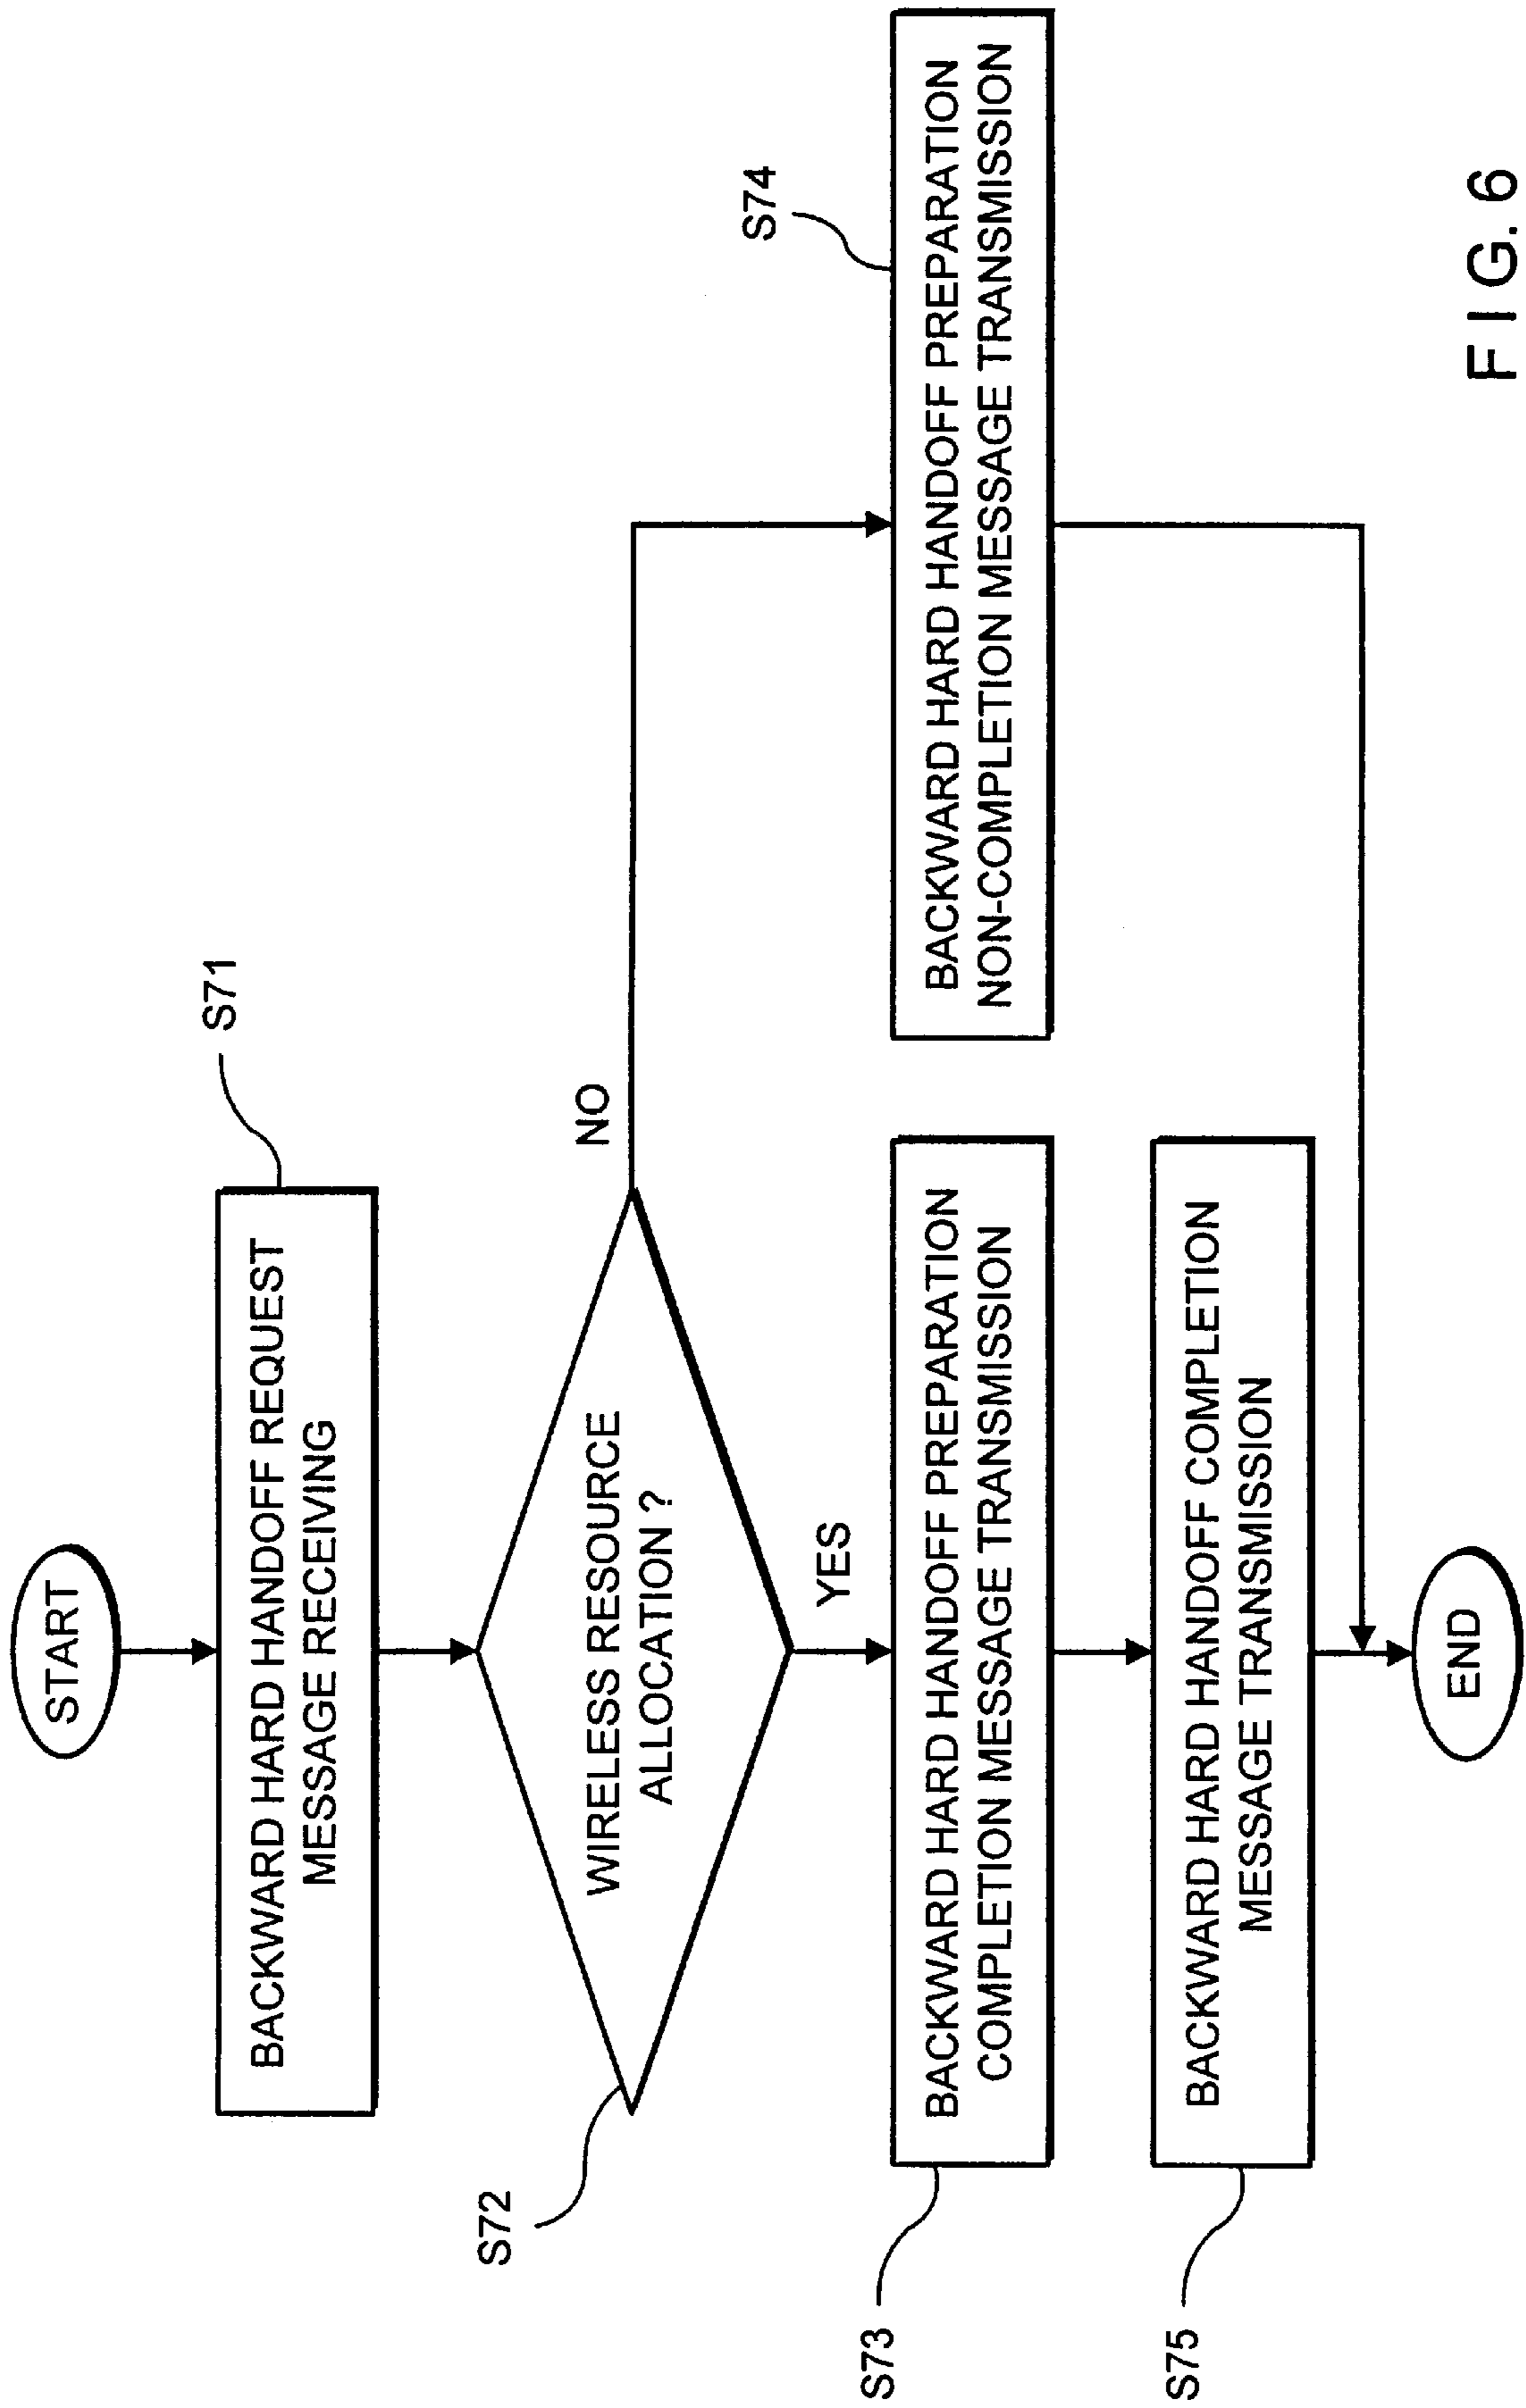 START
S71
BACKWARD HARD HANDOFF REQUEST
MESSAGE RECEIVING
S72
WIRELESS RESOURCE
ALLOCATION ?
NO
YES
S73
BACKWARD HARD HANDOFF PREPARATION
COMPLETION MESSAGE TRANSMISSION
S74
BACKWARD HARD HANDOFF PREPARATION
NON-COMPLETION MESSAGE TRANSMISSION
S75
BACKWARD HARD HANDOFF COMPLETION
MESSAGE TRANSMISSION
END
FIG. 6